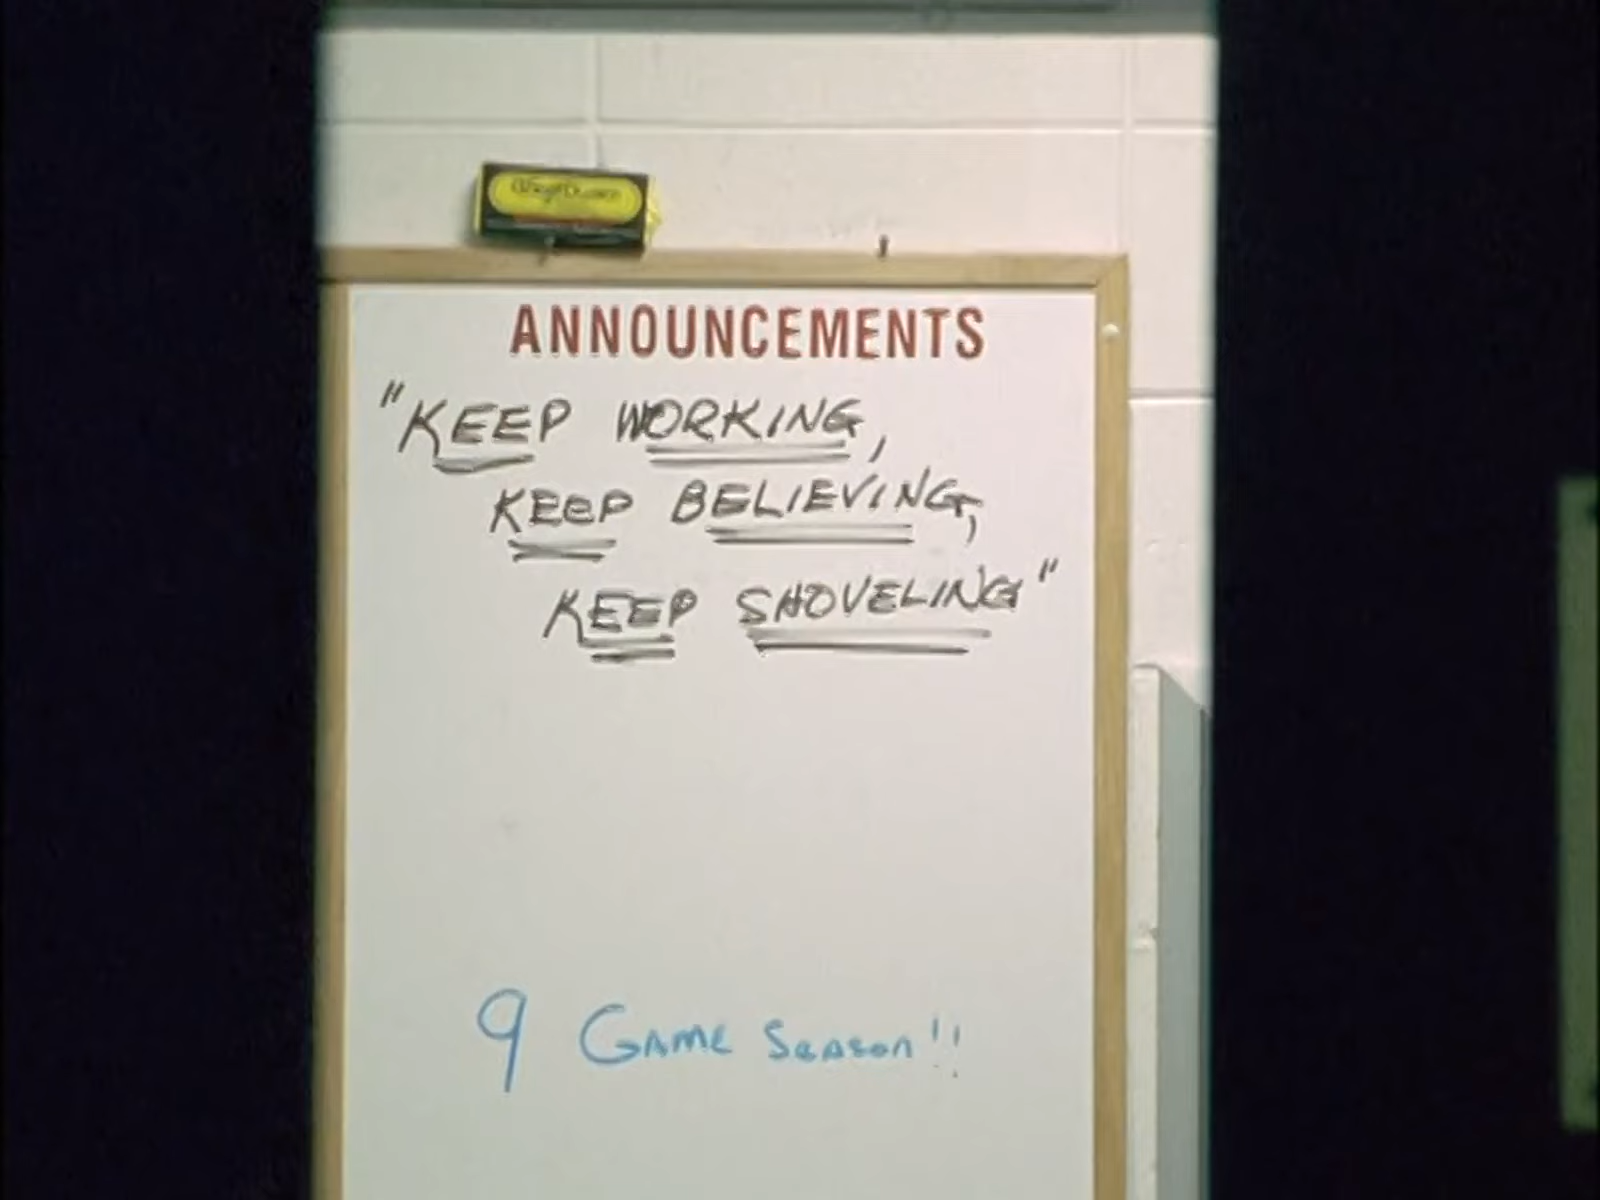 ANNOUNCEMENTS
"KEEP WORKING,
KEEP BELIEVING,
KEEP SHOVELING"
9 GAME SEASON!!